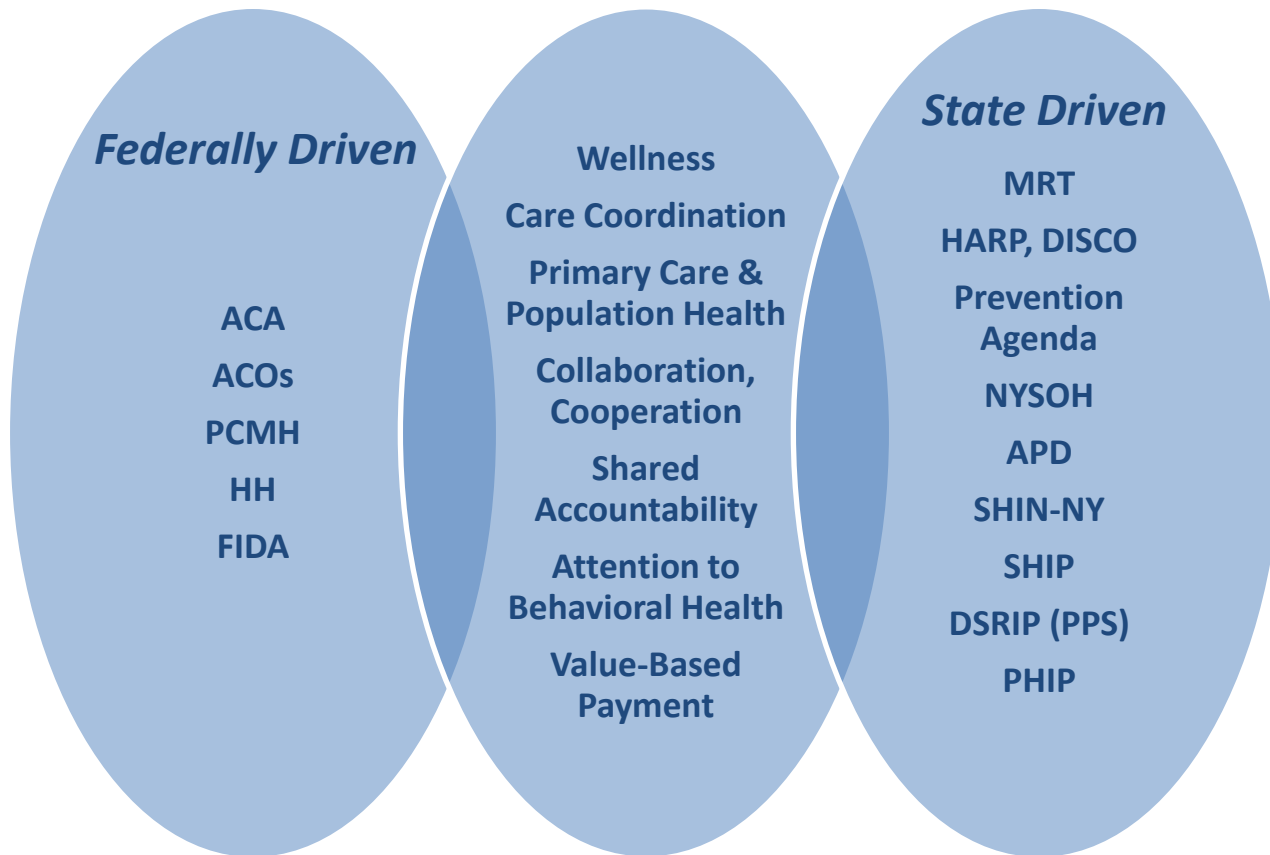 Federally Driven
ACA
ACOs
PCMH
HH
FIDA
Wellness
Care Coordination
Primary Care &
Population Health
Collaboration,
Cooperation
Shared
Accountability
Attention to
Behavioral Health
Value-Based
Payment
State Driven
MRT
HARP, DISCO
Prevention
Agenda
NYSOH
APD
SHIN-NY
SHIP
DSRIP (PPS)
PHIP